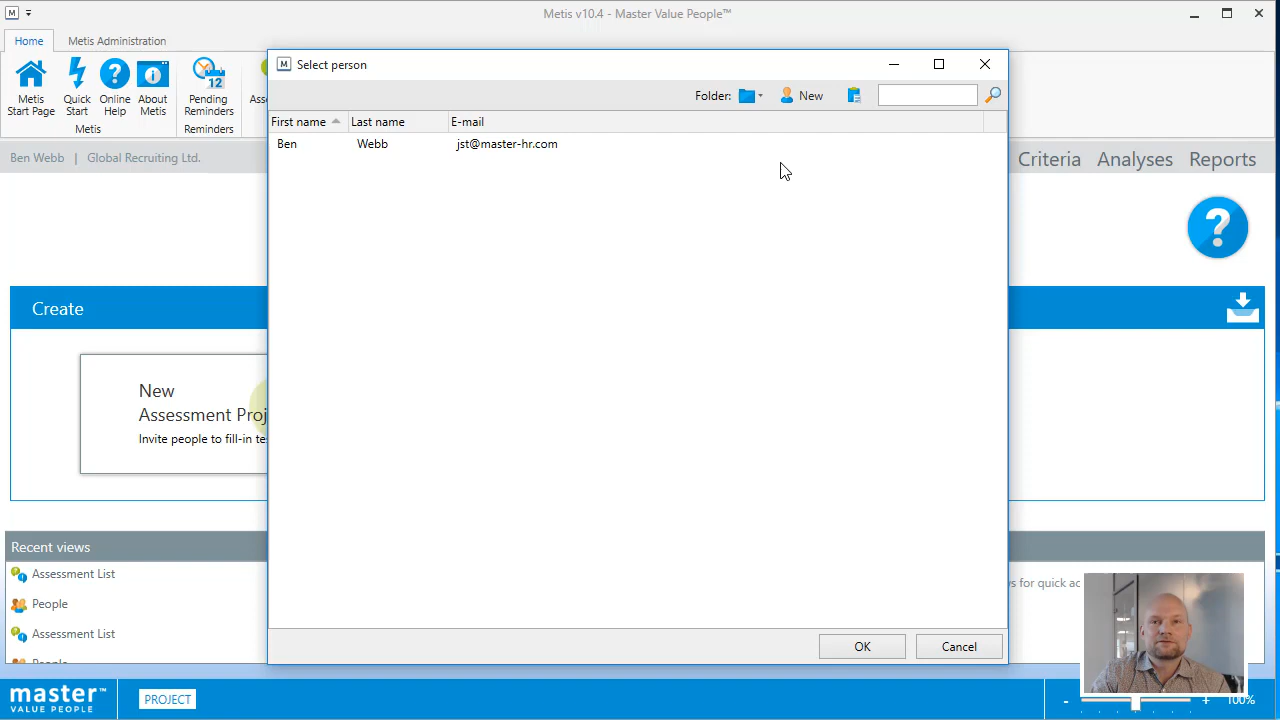 Metis v10.4 - Master Value People™
Home
Metis Administration
Metis
Start Page
Quick
Start
Online
Help
About
Metis
12
Pending
Reminders
Metis
Reminders
Select person
Folder:
New
First name
Last name
E-mail
Ben
Webb
jst@master-hr.com
OK
Cancel
Ben Webb | Global Recruiting Ltd.
Criteria
Analyses
Reports
?
Create
New
Assessment Proj
Invite people to fill-in te
Recent views
Assessment List
People
Assessment List
ws for quick ac
master™
VALUE PEOPLE
PROJECT
- + 100%